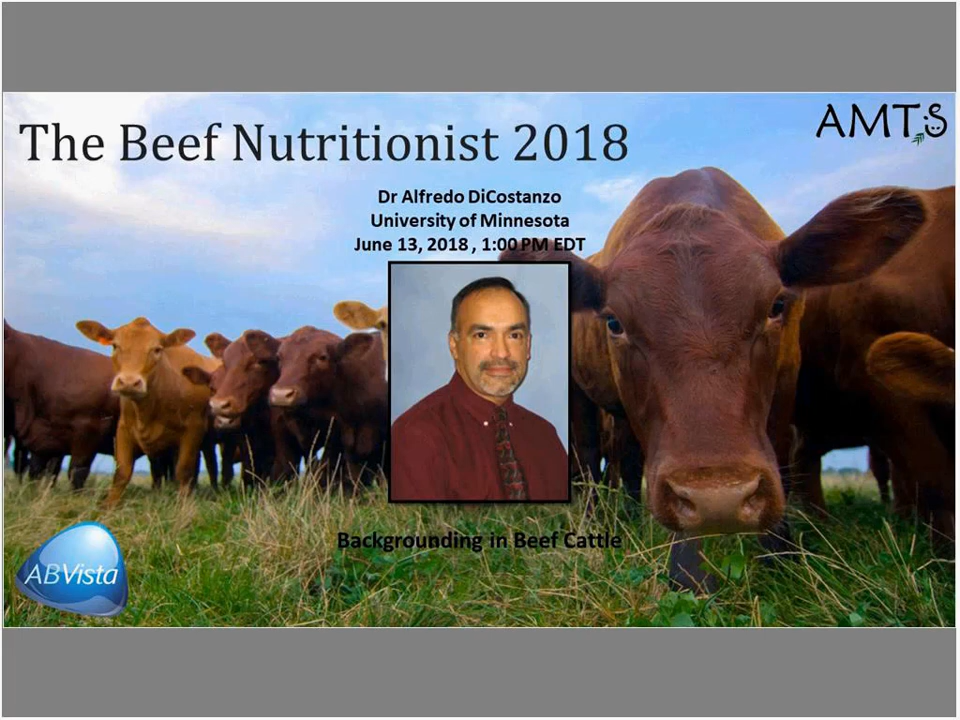 The Beef Nutritionist 2018
AMTS
Dr Alfredo DiCostanzo
University of Minnesota
June 13, 2018 , 1:00 PM EDT
Backgrounding in Beef Cattle
ABVista